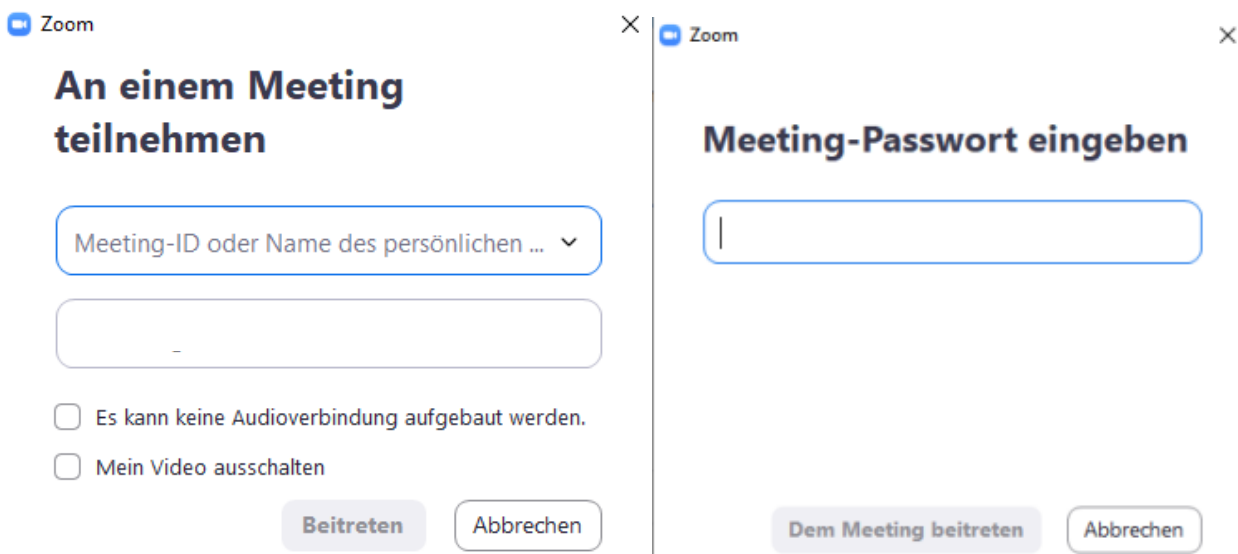 Zoom
An einem Meeting
teilnehmen
Meeting-ID oder Name des persönlichen ...
Es kann keine Audioverbindung aufgebaut werden.
Mein Video ausschalten
Beitreten
Abbrechen
Zoom
Meeting-Passwort eingeben
Dem Meeting beitreten
Abbrechen